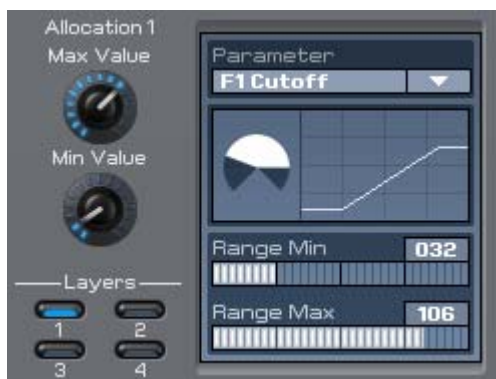 Allocation 1
Max Value
Min Value
Layers
1 2
3 4
Parameter
F1 Cutoff
Range Min 032
Range Max 106